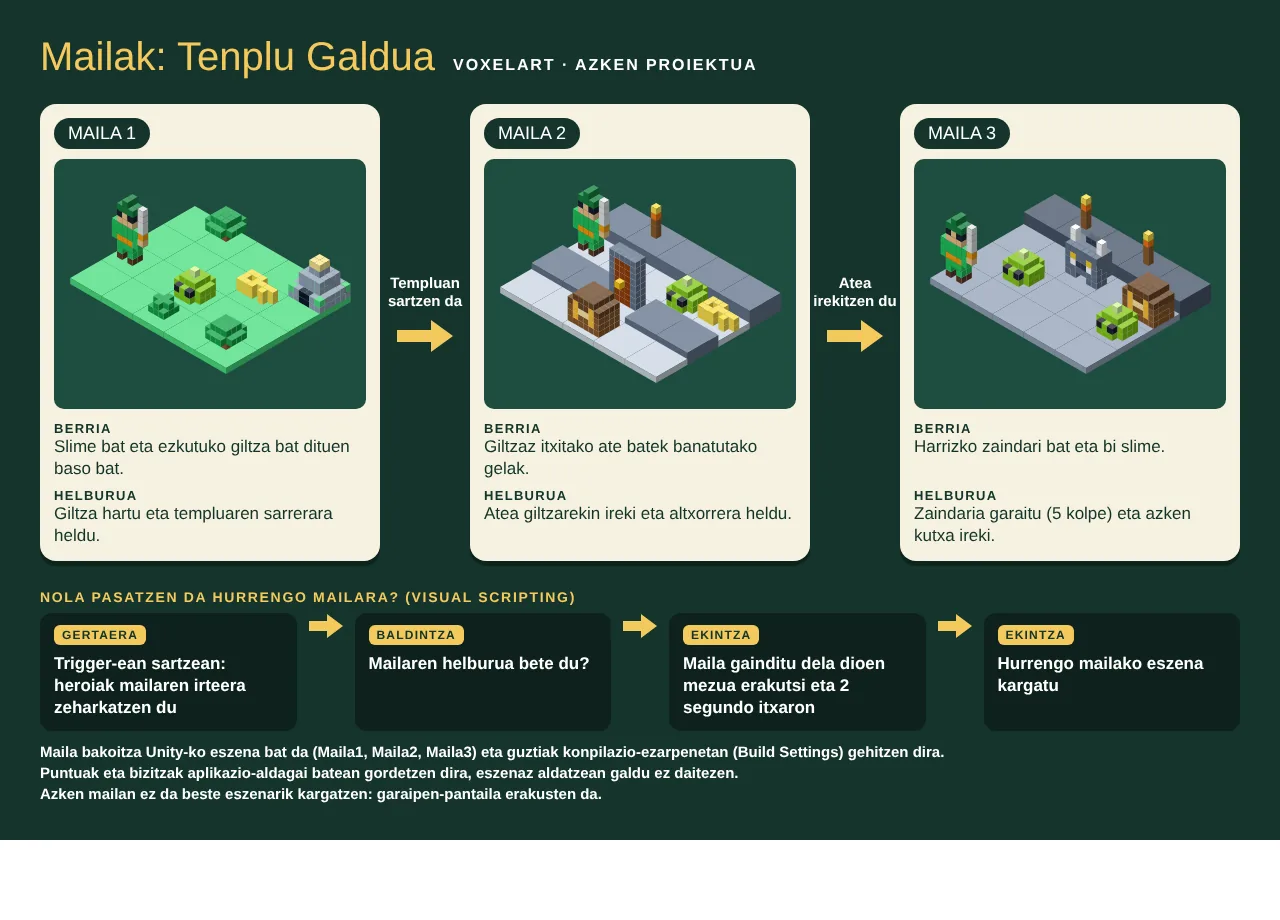 Mailak: Tenplu Galdua VOXELART · AZKEN PROIEKTUA
MAILA 1
BERRIA
Slime bat eta ezkutuko giltza bat dituen
baso bat.
HELBURUA
Giltza hartu eta templuaren sarrerara
heldu.
Templuan
sartzen da
MAILA 2
BERRIA
Giltzaz itxitako ate batek banatutako
gelak.
HELBURUA
Atea giltzarekin ireki eta altxorrera heldu.
Atea
irekitzen du
MAILA 3
BERRIA
Harrizko zaindari bat eta bi slime.
HELBURUA
Zaindaria garaitu (5 kolpe) eta azken
kutxa ireki.
NOLA PASATZEN DA HURRENGO MAILARA? (VISUAL SCRIPTING)
GERTAERA
Trigger-ean sartzean:
heroiak mailaren irteera
zeharkatzen du
BALDINTZA
Mailaren helburua bete du?
EKINTZA
Maila gainditu dela dioen
mezua erakutsi eta 2
segundo itxaron
EKINTZA
Hurrengo mailako eszena
kargatu
Maila bakoitza Unity-ko eszena bat da (Maila1, Maila2, Maila3) eta guztiak konpilazio-ezarpenetan (Build Settings) gehitzen dira.
Puntuak eta bizitzak aplikazio-aldagai batean gordetzen dira, eszenaz aldatzean galdu ez daitezen.
Azken mailan ez da beste eszenarik kargatzen: garaipen-pantaila erakusten da.